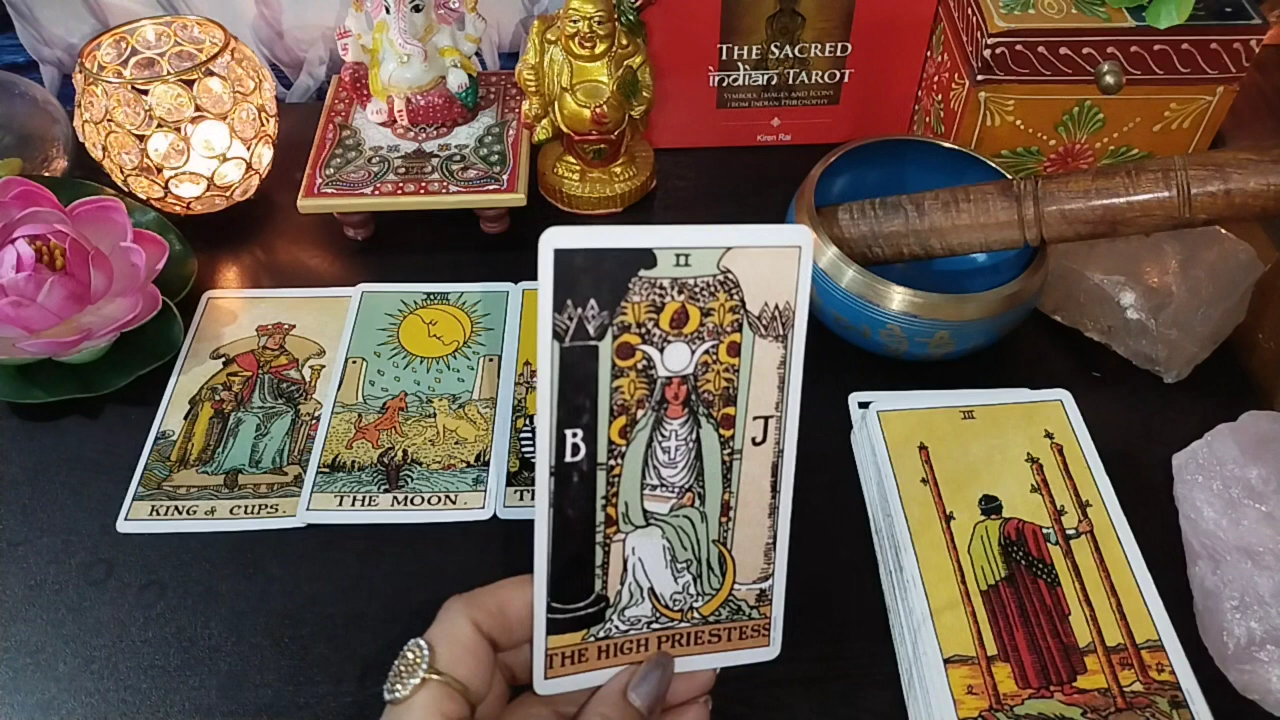 THE SACRED
indian TAROT
SYMBOLS, IMAGES AND ICONS
FROM INDIAN PHILOSOPHY
Kiren Rai
II
B
J
THE HIGH PRIESTESS
KING of CUPS.
XVIII
THE MOON.
III